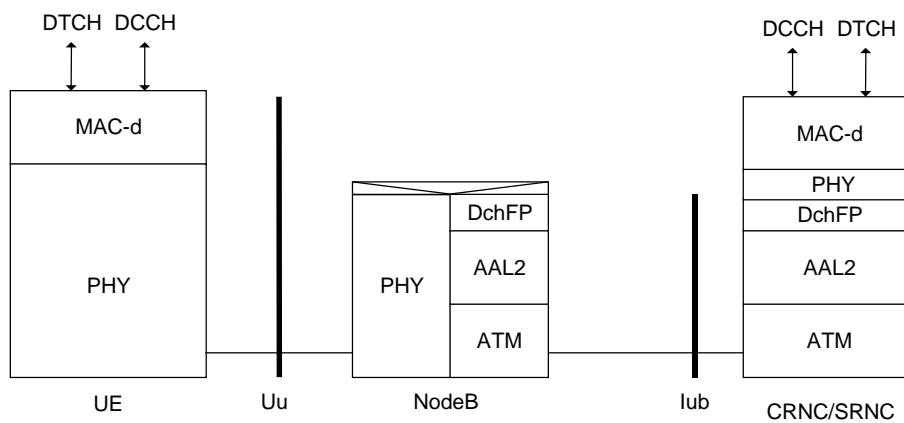 DTCH DCCH
DCCH DTCH
MAC-d
MAC-d
PHY
DchFP
DchFP
PHY
PHY
AAL2
AAL2
ATM
ATM
UE
Uu
NodeB
Iub
CRNC/SRNC